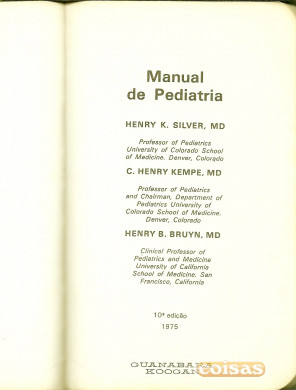 Manual
de Pediatria
HENRY K. SILVER, MD
Professor of Pediatrics
University of Colorado School
of Medicine. Denver, Colorado
C. HENRY KEMPE, MD
Professor of Pediatrics
and Chairman, Department of
Pediatrics University of
Colorado School of Medicine.
Denver, Colorado
HENRY B. BRUYN, MD
Clinical Professor of
Pediatrics and Medicine
University of California
School of Medicine. San
Francisco, California
10ª edição
1975
GUANABARA
KOOGAN
coisas